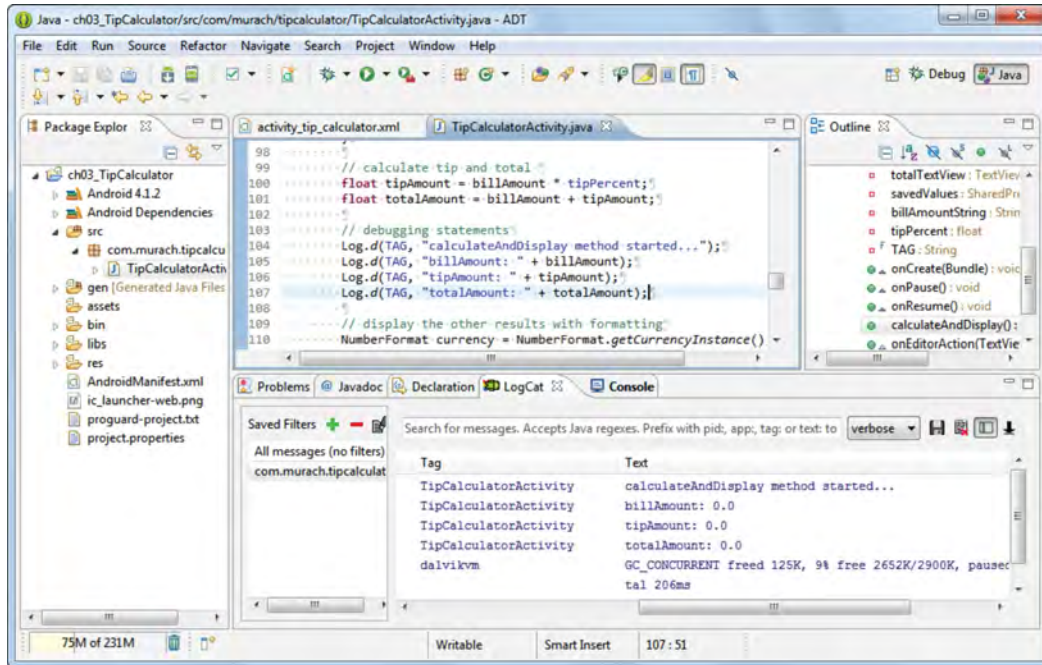 Java - ch03_TipCalculator/src/com/murach/tipcalculator/TipCalculatorActivity.java - ADT
File Edit Run Source Refactor Navigate Search Project Window Help
Debug Java
Package Explor
ch03_TipCalculator
Android 4.1.2
Android Dependencies
src
com.murach.tipcalcu
TipCalculatorActiv
gen [Generated Java Files
assets
bin
libs
res
AndroidManifest.xml
ic_launcher-web.png
proguard-project.txt
project.properties
activity_tip_calculator.xml TipCalculatorActivity.java
98
99 // calculate tip and total
100 float tipAmount = billAmount * tipPercent;
101 float totalAmount = billAmount + tipAmount;
102
103 // debugging statements
104 Log.d(TAG, "calculateAndDisplay method started...");
105 Log.d(TAG, "billAmount: " + billAmount);
106 Log.d(TAG, "tipAmount: " + tipAmount);
107 Log.d(TAG, "totalAmount: " + totalAmount);
108
109 // display the other results with formatting
110 NumberFormat currency = NumberFormat.getCurrencyInstance()
Outline
totalTextView : TextView
savedValues : SharedPre
billAmountString : Strin
tipPercent : float
F TAG : String
onCreate(Bundle) : void
onPause() : void
onResume() : void
calculateAndDisplay() :
onEditorAction(TextVie
Problems @ Javadoc Declaration LogCat Console
Saved Filters
All messages (no filters)
com.murach.tipcalculat
Search for messages. Accepts Java regexes. Prefix with pid:, app:, tag: or text: to verbose
Tag Text
TipCalculatorActivity calculateAndDisplay method started...
TipCalculatorActivity billAmount: 0.0
TipCalculatorActivity tipAmount: 0.0
TipCalculatorActivity totalAmount: 0.0
dalvikvm GC_CONCURRENT freed 125K, 9% free 2652K/2900K, paused
tal 206ms
75M of 231M Writable Smart Insert 107 : 51